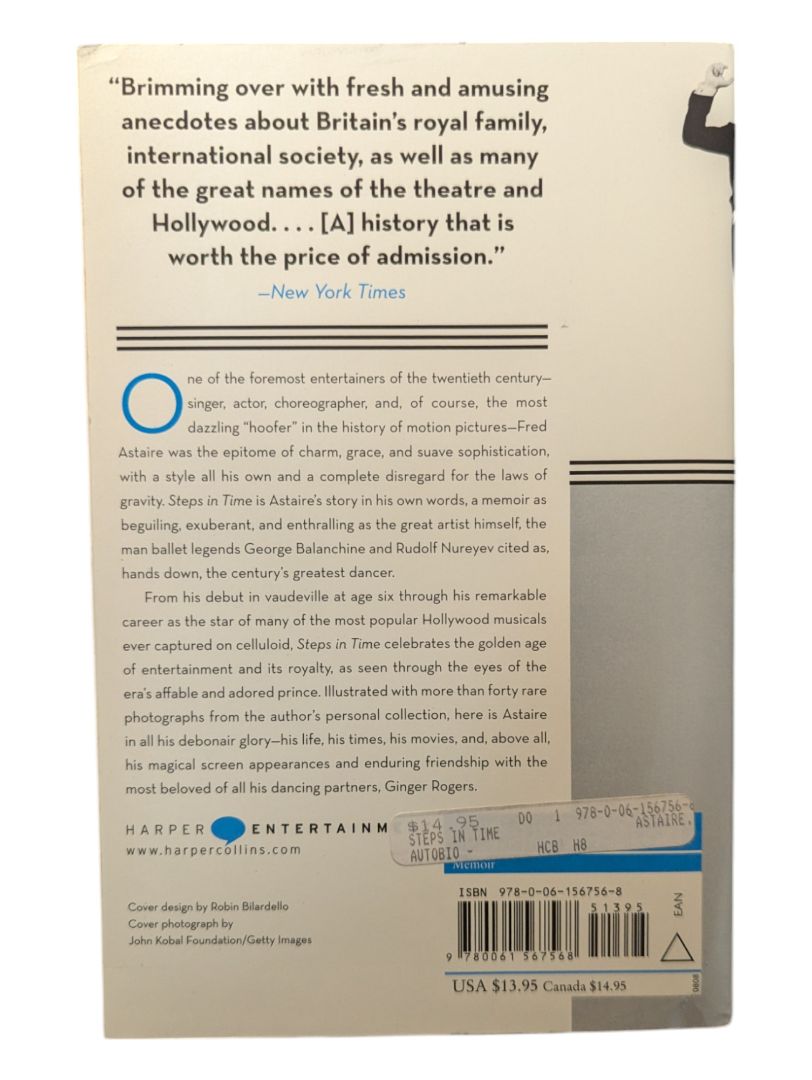 “Brimming over with fresh and amusing
anecdotes about Britain’s royal family,
international society, as well as many
of the great names of the theatre and
Hollywood. . . . [A] history that is
worth the price of admission.”
—New York Times
One of the foremost entertainers of the twentieth century—
singer, actor, choreographer, and, of course, the most
dazzling “hoofer” in the history of motion pictures—Fred
Astaire was the epitome of charm, grace, and suave sophistication,
with a style all his own and a complete disregard for the laws of
gravity. Steps in Time is Astaire’s story in his own words, a memoir as
beguiling, exuberant, and enthralling as the great artist himself, the
man ballet legends George Balanchine and Rudolf Nureyev cited as,
hands down, the century’s greatest dancer.
From his debut in vaudeville at age six through his remarkable
career as the star of many of the most popular Hollywood musicals
ever captured on celluloid, Steps in Time celebrates the golden age
of entertainment and its royalty, as seen through the eyes of the
era’s affable and adored prince. Illustrated with more than forty rare
photographs from the author’s personal collection, here is Astaire
in all his debonair glory—his life, his times, his movies, and, above all,
his magical screen appearances and enduring friendship with the
most beloved of all his dancing partners, Ginger Rogers.
HARPER ENTERTAINM
www.harpercollins.com
$14.95 DO 1 978-0-06-156756-8
STEPS IN TIME ASTAIRE,
AUTOBIO - HCB H8
Memoir
Cover design by Robin Bilardello
Cover photograph by
John Kobal Foundation/Getty Images
ISBN 978-0-06-156756-8
51395
EAN
9 780061 567568
USA $13.95 Canada $14.95
0808